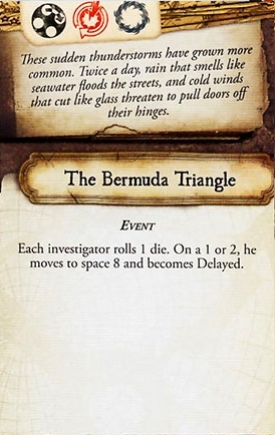 These sudden thunderstorms have grown more
common. Twice a day, rain that smells like
seawater floods the streets, and cold winds
that cut like glass threaten to pull doors off
their hinges.
The Bermuda Triangle
EVENT
Each investigator rolls 1 die. On a 1 or 2, he
moves to space 8 and becomes Delayed.